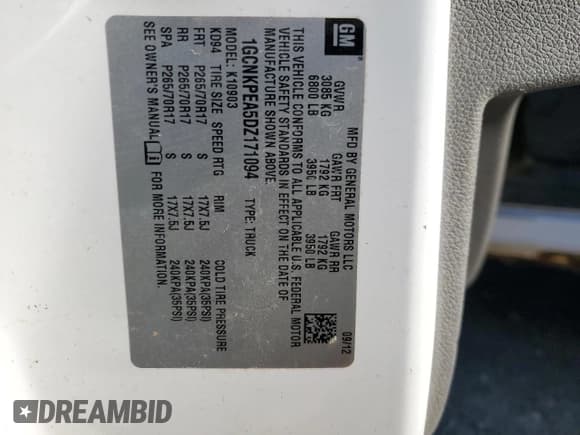 GM
®
MFD BY GENERAL MOTORS LLC
09/12
GVWR GAWR FRT GAWR RR
3085 KG 1792 KG 1792 KG
6800 LB 3950 LB 3950 LB
THIS VEHICLE CONFORMS TO ALL APPLICABLE U.S. FEDERAL MOTOR
VEHICLE SAFETY STANDARDS IN EFFECT ON THE DATE OF
MANUFACTURE SHOWN ABOVE.
1GCNKPEA5DZ171094 TYPE: TRUCK
MODEL: K10903
KD94 TIRE SIZE SPEED RTG RIM COLD TIRE PRESSURE
FRT P265/70R17 S 17X7.5J 240KPA(35PSI)
RR P265/70R17 S 17X7.5J 240KPA(35PSI)
SPA P265/70R17 S 17X7.5J 240KPA(35PSI)
SEE OWNER'S MANUAL i FOR MORE INFORMATION.
DREAMBID